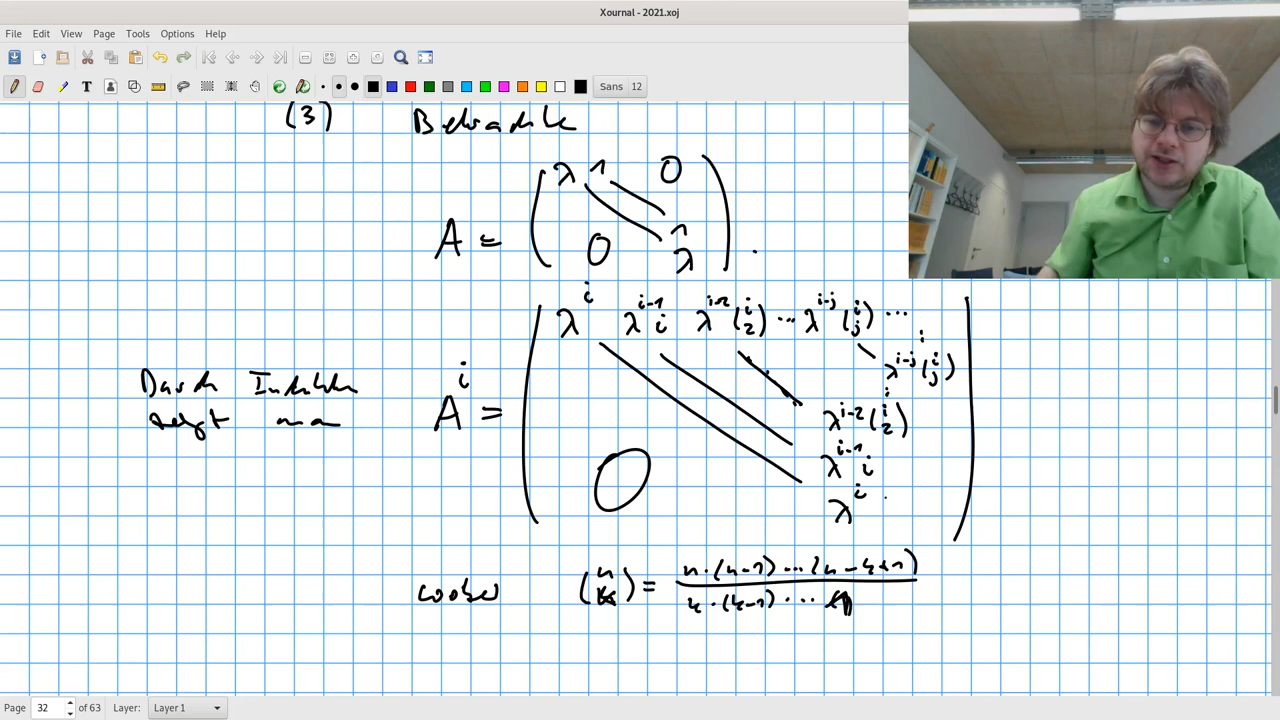 Xournal - 2021.xoj
File Edit View Page Tools Options Help
Sans 12
(3) Betrachte
A = ( λ 1 0
0 1
λ ) .
Durch Induktion
zeigt man
A^i = ( λ^i λ^{i-1} i λ^{i-2} (i 2) ... λ^{i-j} (i j) ...
λ^{i-j} (i j)
λ^{i-2} (i 2)
λ^{i-1} i
0 λ^i )
wobei (n k) = n·(n-1)...(n-k+1) / k·(k-1)·...1
Page 32 of 63 Layer: Layer 1